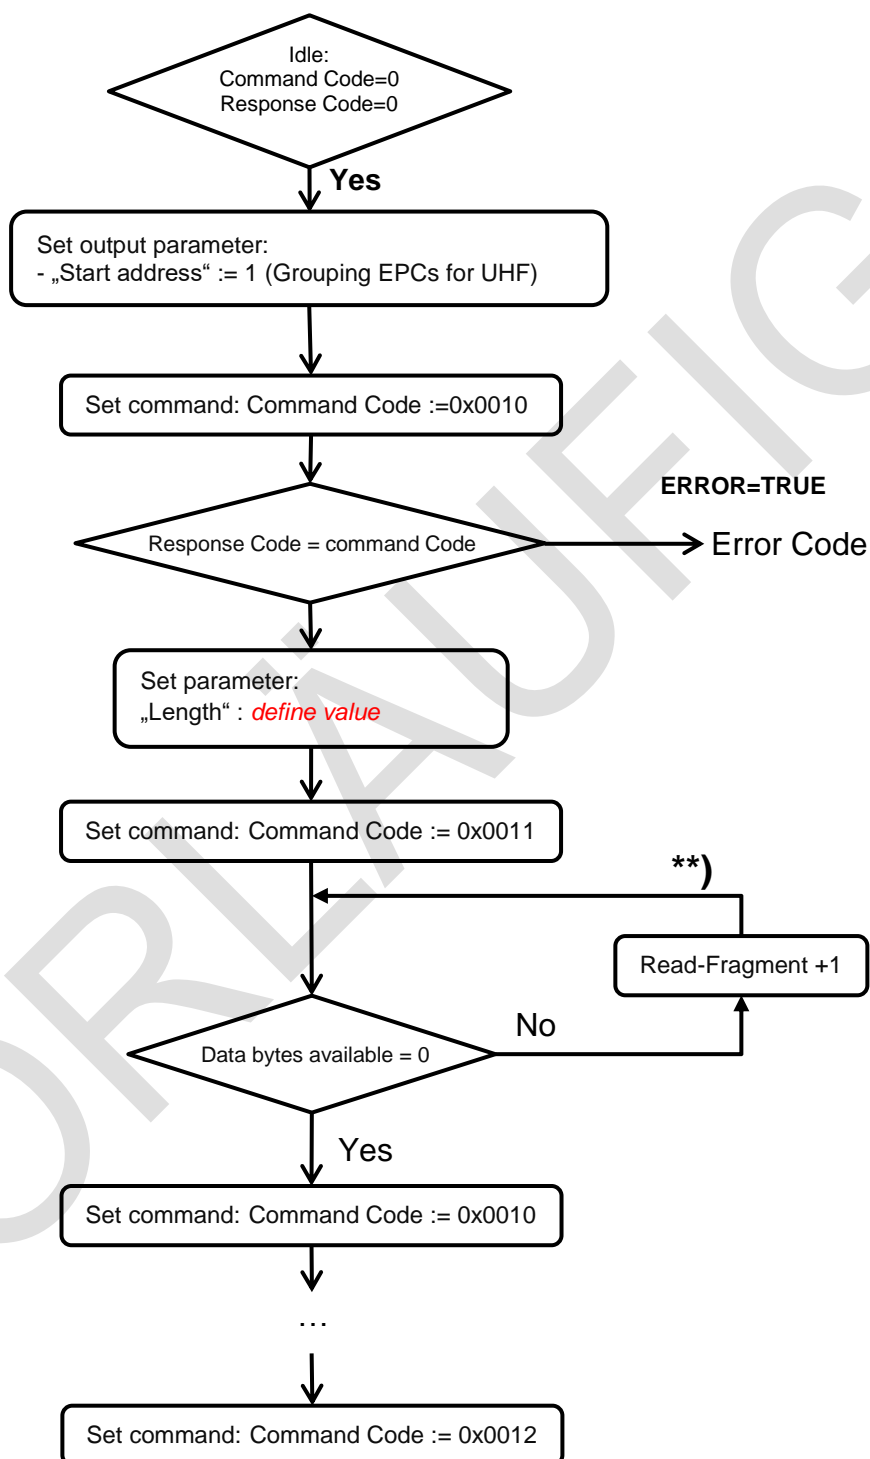 Idle:
Command Code=0
Response Code=0
Yes
Set output parameter:
- „Start address“ := 1 (Grouping EPCs for UHF)
Set command: Command Code :=0x0010
ERROR=TRUE
Response Code = command Code
Error Code
Set parameter:
„Length“ : define value
Set command: Command Code := 0x0011
**)
Read-Fragment +1
No
Data bytes available = 0
Yes
Set command: Command Code := 0x0010
…
Set command: Command Code := 0x0012
ORLÄUFIG